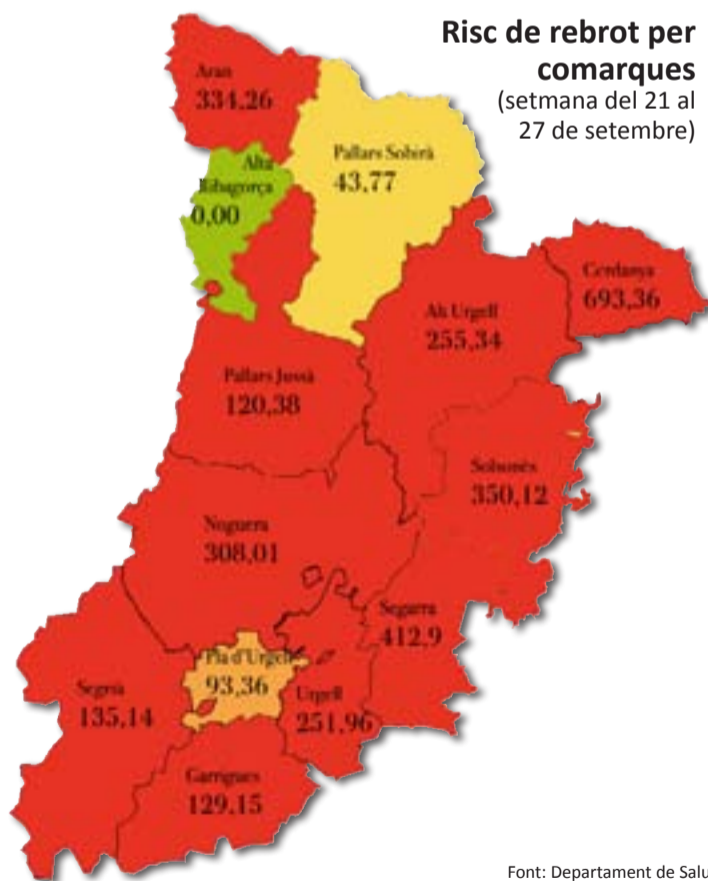 Risc de rebrot per
comarques
(setmana del 21 al
27 de setembre)
Aran
334,26
Pallars Sobirà
43,77
Alta
Ribagorça
0,00
Cerdanya
693,36
Alt Urgell
255,34
Pallars Jussà
120,38
Solsonès
350,12
Noguera
308,01
Segarra
412,9
Pla d'Urgell
93,36
Segrià
135,14
Urgell
251,96
Garrigues
129,15
Font: Departament de Salu